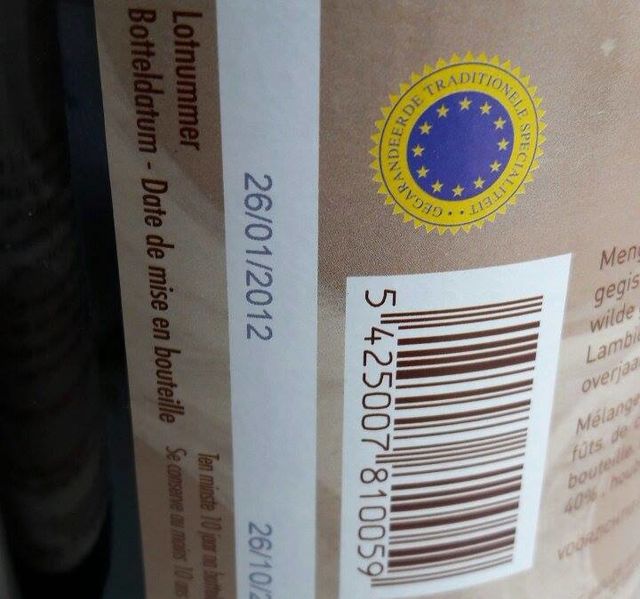 Lotnummer
Botteldatum - Date de mise en bouteille
Ten minste 10 jaar na
Se conserve au moins 10 ans
26/01/2012
26/10/2
GEGARANDEERDE TRADITIONELE SPECIALITEIT
5 425007 810059
Meng
gegis
wilde
Lambi
overjaa
Mélange
fûts de c
bouteille
40%, hou
VOORZICHTI